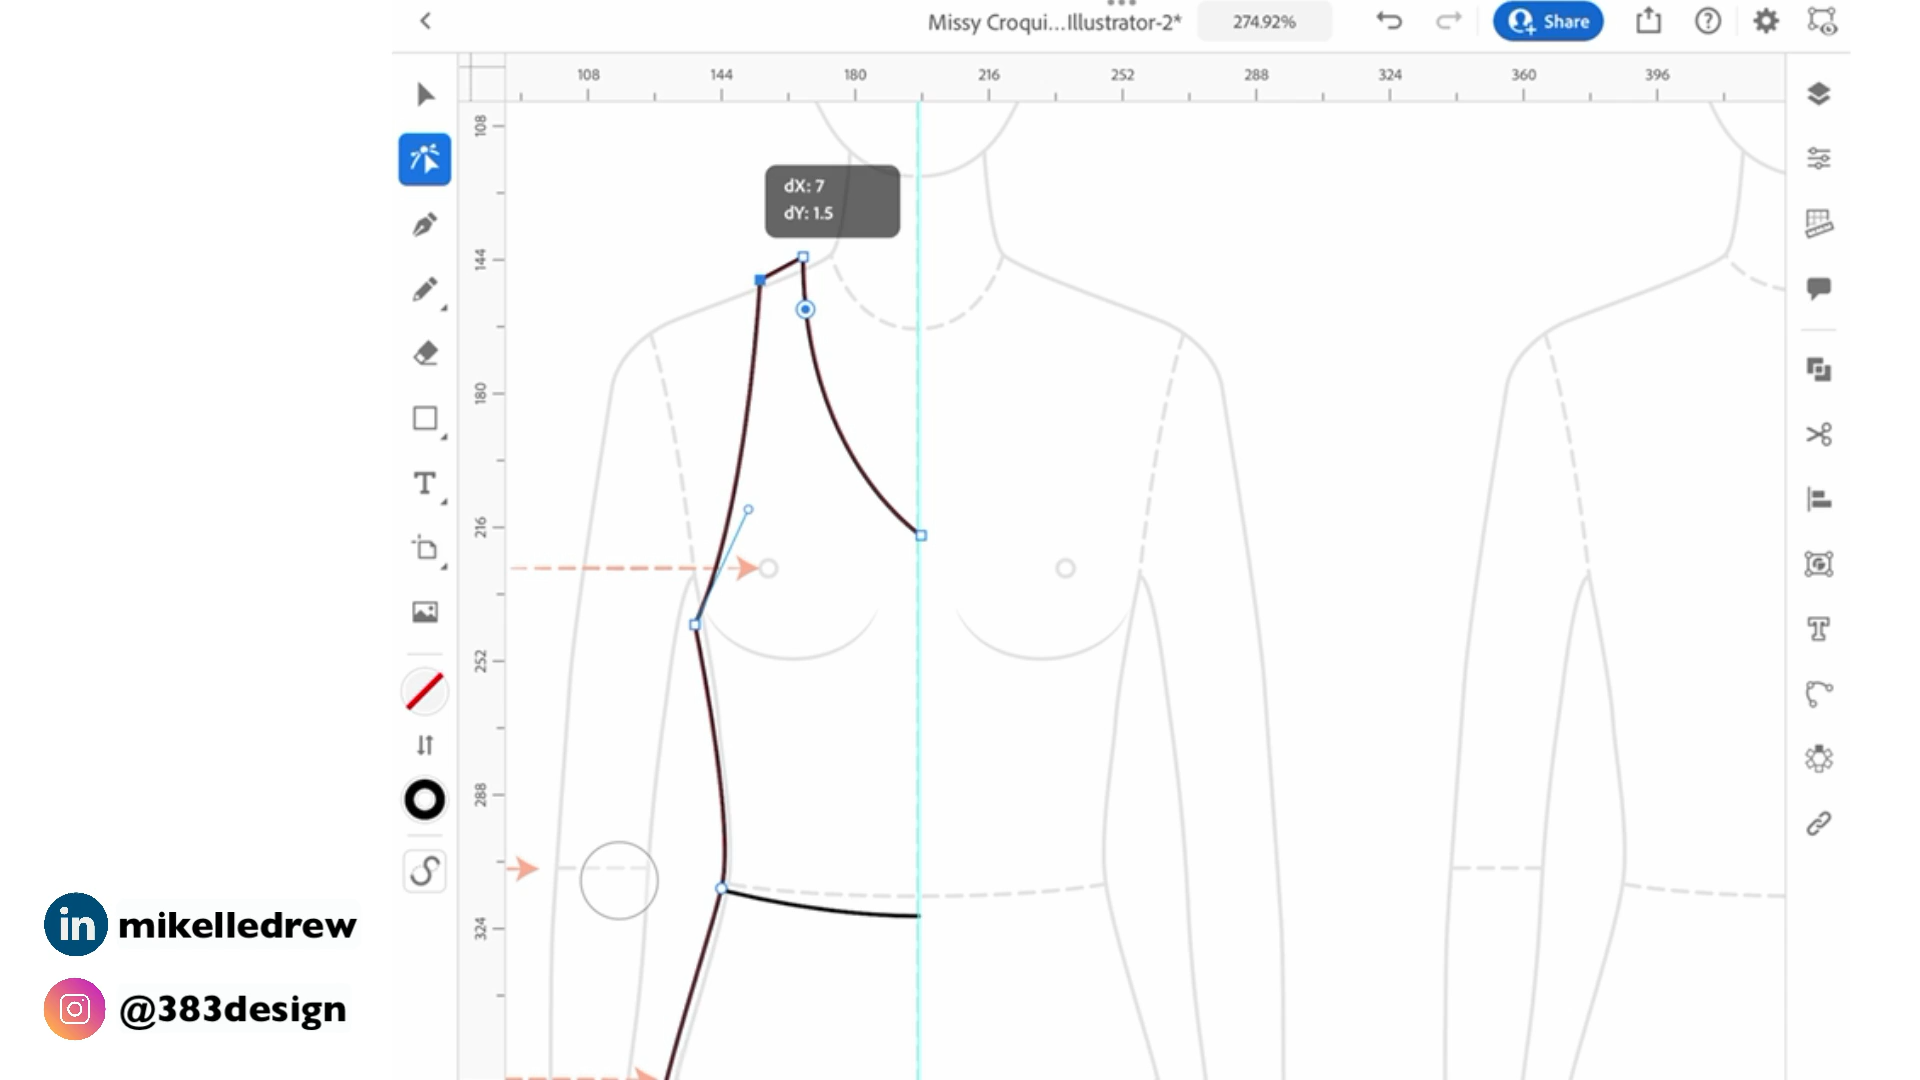 Missy Croqui...Illustrator-2*
274.92%
Share
108 144 180 216 252 288 324 360 396
108
144
180
216
252
288
324
dX: 7
dY: 1.5
in mikelledrew
@383design